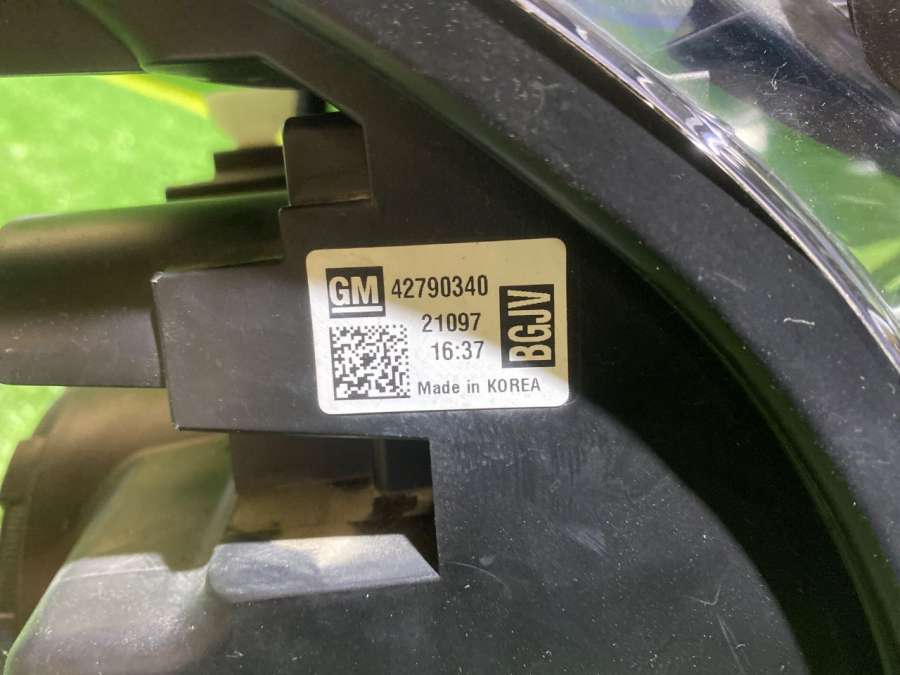 GM 42790340
21097
16:37
BGJV
Made in KOREA